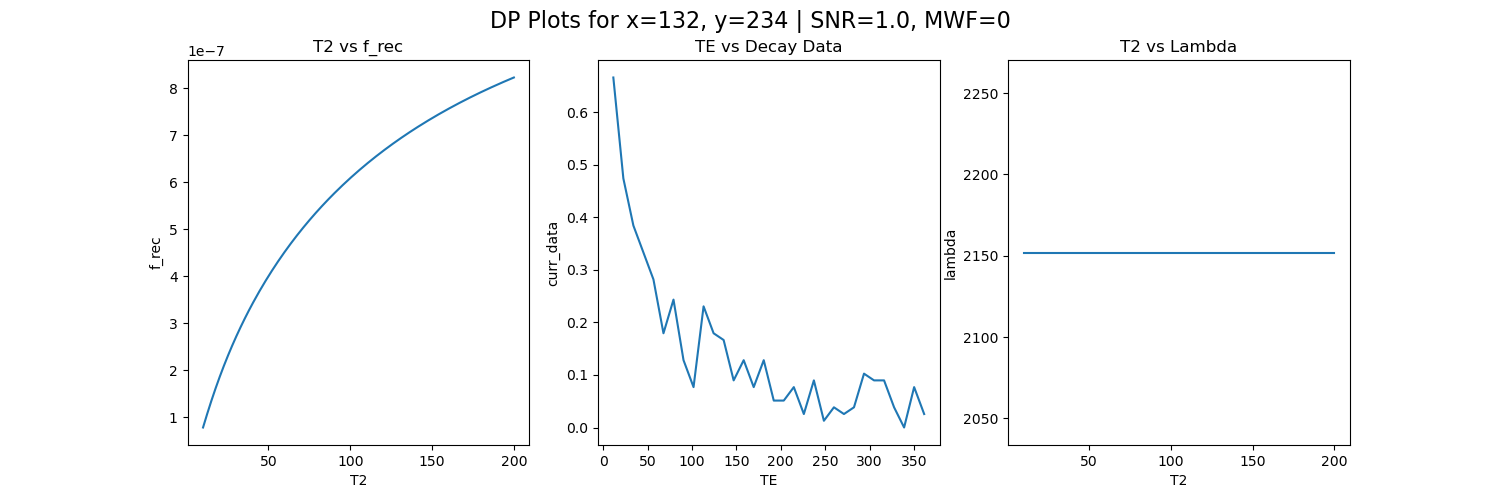 DP Plots for x=132, y=234 | SNR=1.0, MWF=0
T2 vs f_rec
1e−7
8
7
6
5
4
3
2
1
f_rec
50 100 150 200
T2
TE vs Decay Data
0.6
0.5
0.4
0.3
0.2
0.1
0.0
curr_data
0 50 100 150 200 250 300 350
TE
T2 vs Lambda
2250
2200
2150
2100
2050
lambda
50 100 150 200
T2